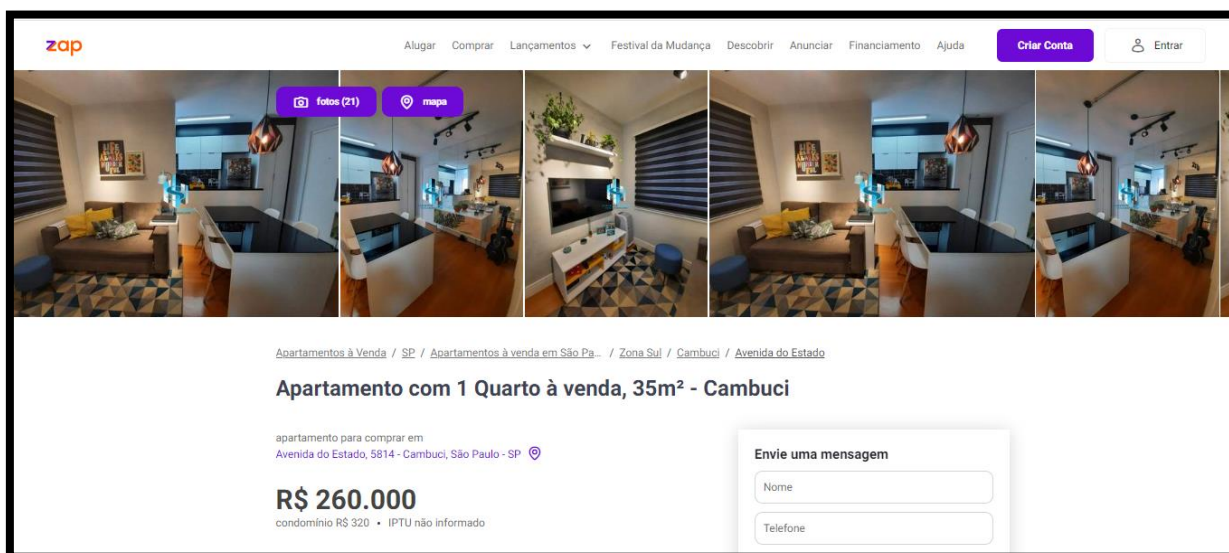 zap
Alugar Comprar Lançamentos Festival da Mudança Descobrir Anunciar Financiamento Ajuda Criar Conta Entrar
fotos (21) mapa
Apartamentos à Venda / SP / Apartamentos à venda em São Pa... / Zona Sul / Cambuci / Avenida do Estado
Apartamento com 1 Quarto à venda, 35m² - Cambuci
apartamento para comprar em
Avenida do Estado, 5814 - Cambuci, São Paulo - SP
R$ 260.000
condomínio R$ 320 • IPTU não informado
Envie uma mensagem
Nome
Telefone